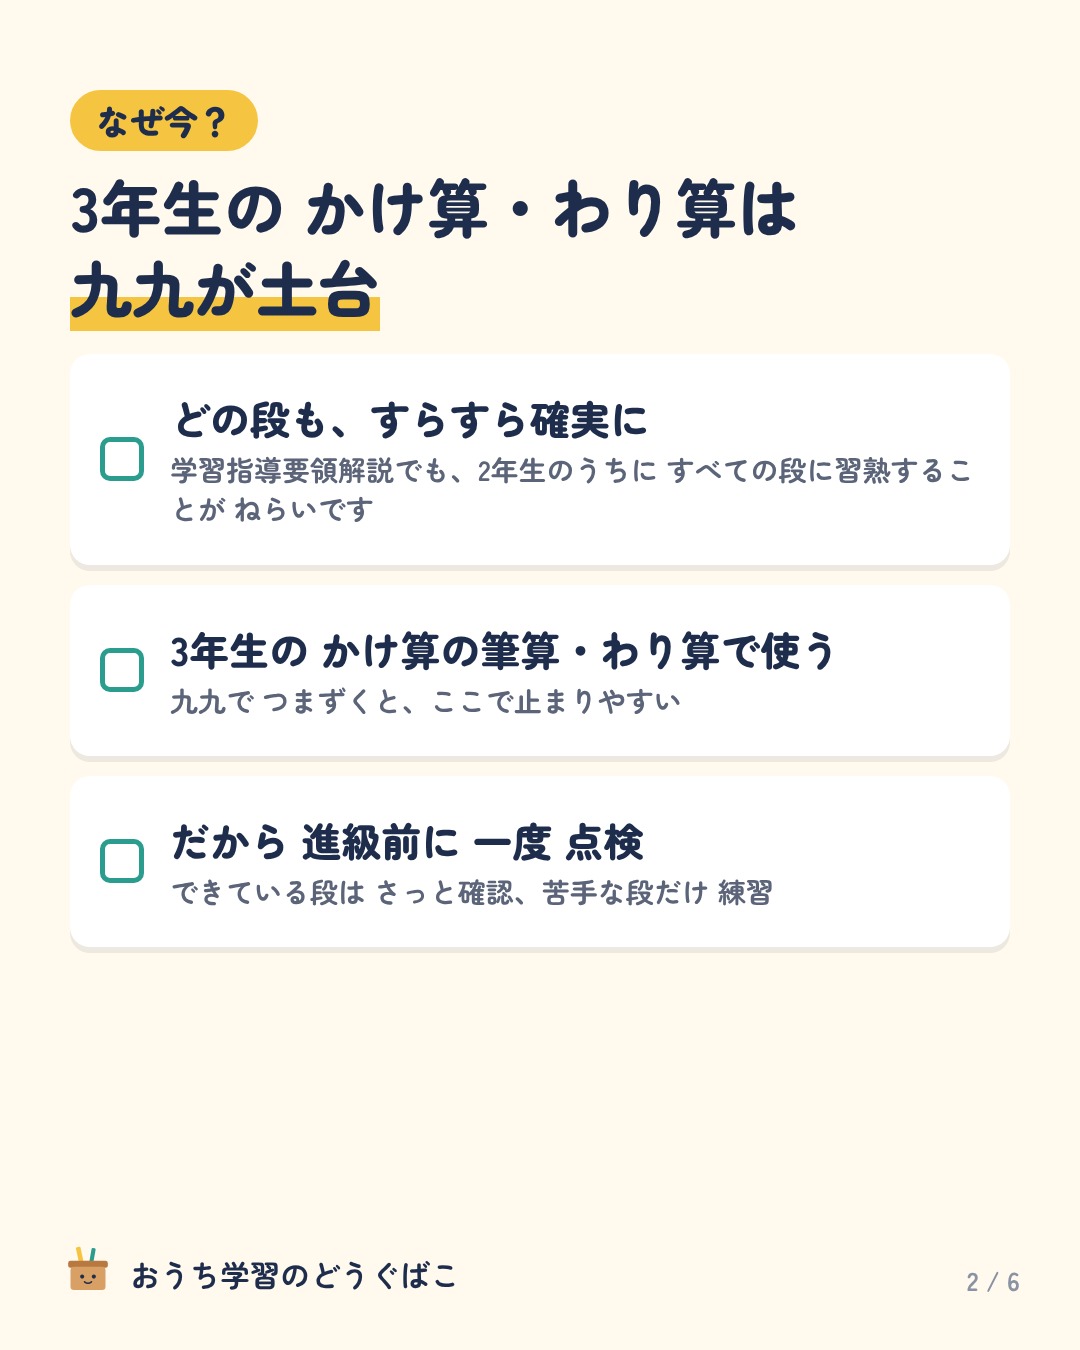 なぜ今？
3年生の かけ算・わり算は
九九が土台
どの段も、すらすら確実に
学習指導要領解説でも、2年生のうちに すべての段に習熟するこ
とが ねらいです
3年生の かけ算の筆算・わり算で使う
九九で つまずくと、ここで止まりやすい
だから 進級前に 一度 点検
できている段は さっと確認、苦手な段だけ 練習
おうち学習のどうぐばこ
2 / 6